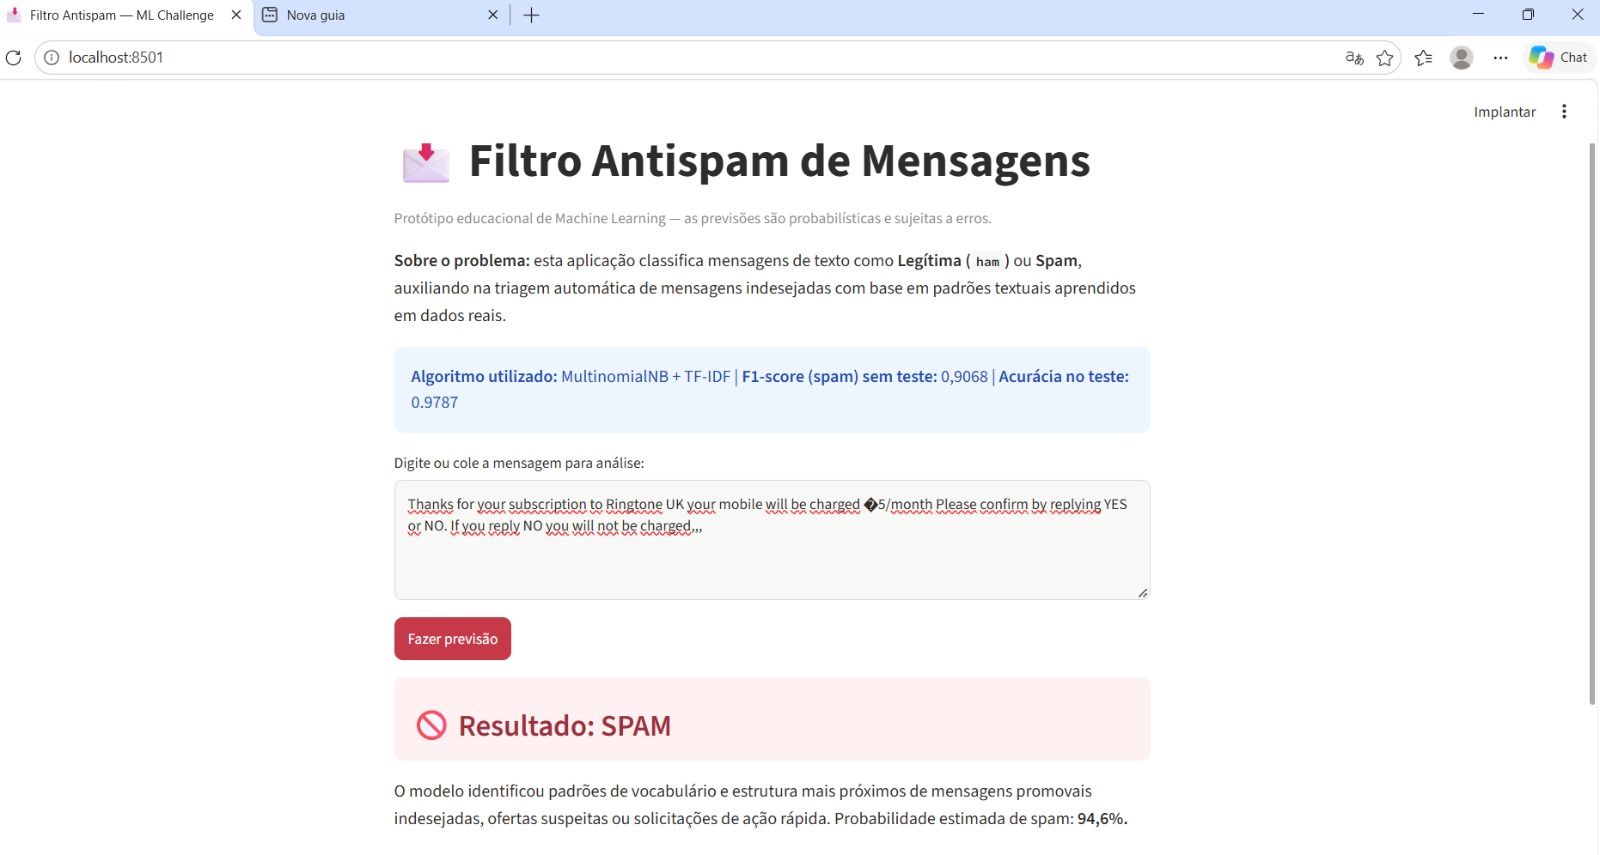 Filtro Antispam — ML Challenge
Nova guia
localhost:8501
Chat
Implantar
Filtro Antispam de Mensagens
Protótipo educacional de Machine Learning — as previsões são probabilísticas e sujeitas a erros.
Sobre o problema: esta aplicação classifica mensagens de texto como Legítima ( ham ) ou Spam,
auxiliando na triagem automática de mensagens indesejadas com base em padrões textuais aprendidos
em dados reais.
Algoritmo utilizado: MultinomialNB + TF-IDF | F1-score (spam) sem teste: 0,9068 | Acurácia no teste:
0.9787
Digite ou cole a mensagem para análise:
Thanks for your subscription to Ringtone UK your mobile will be charged �5/month Please confirm by replying YES
or NO. If you reply NO you will not be charged,,,
Fazer previsão
Resultado: SPAM
O modelo identificou padrões de vocabulário e estrutura mais próximos de mensagens promovais
indesejadas, ofertas suspeitas ou solicitações de ação rápida. Probabilidade estimada de spam: 94,6%.